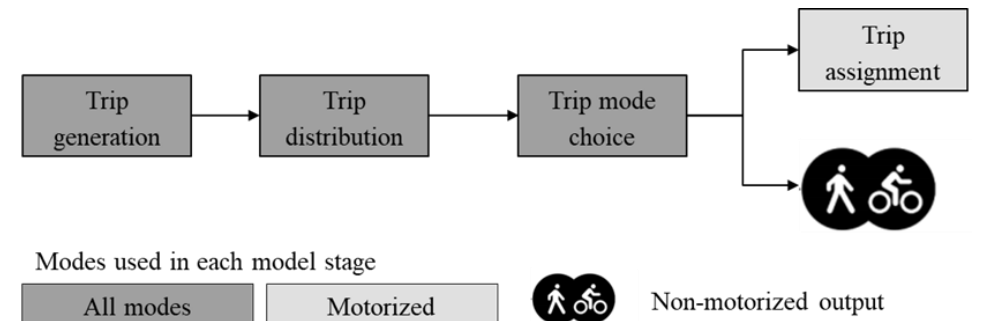 Trip
assignment
Trip
generation
Trip
distribution
Trip mode
choice
Modes used in each model stage
All modes
Motorized
Non-motorized output